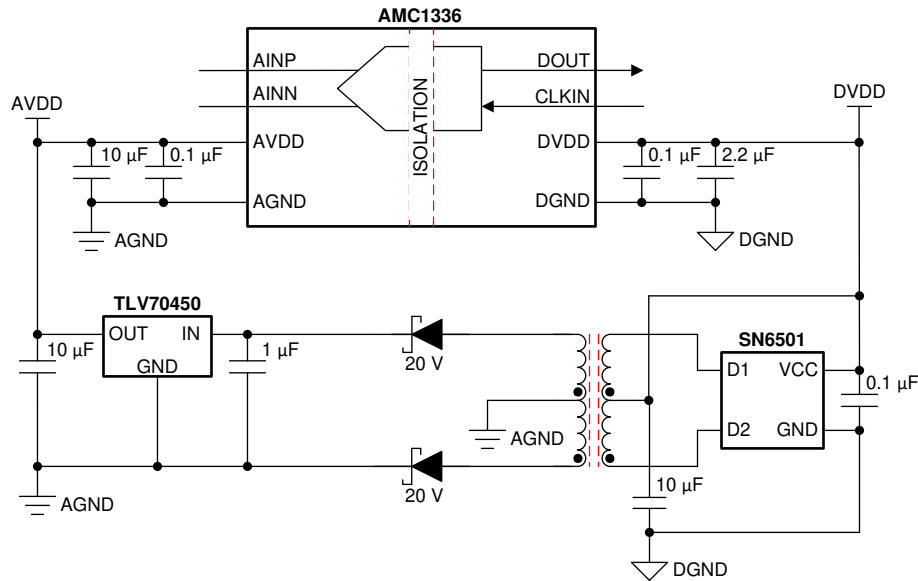 AMC1336
AINP
DOUT
AINN
CLKIN
ISOLATION
AVDD
DVDD
10 µF
0.1 µF
AVDD
DVDD
0.1 µF
2.2 µF
AGND
DGND
AGND
DGND
TLV70450
OUT
IN
GND
10 µF
1 µF
20 V
SN6501
D1
VCC
D2
GND
0.1 µF
AGND
20 V
10 µF
AGND
DGND